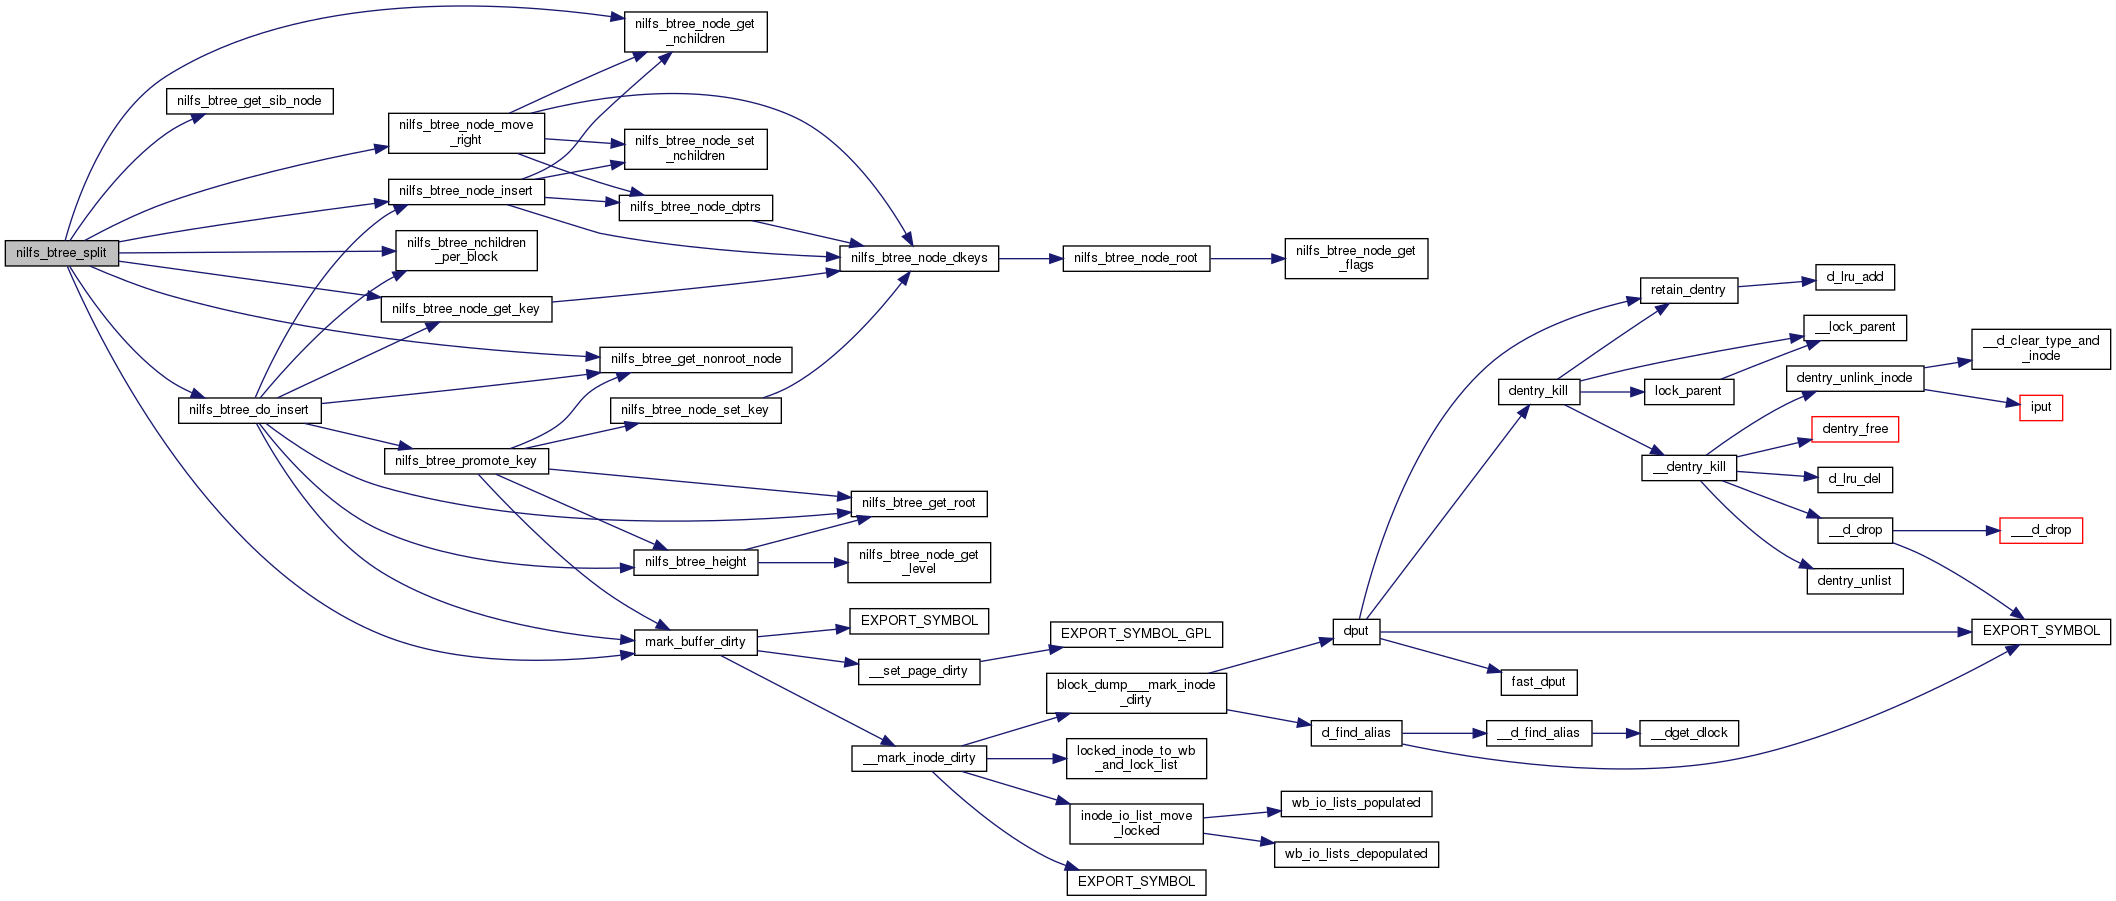 nilfs_btree_split
nilfs_btree_node_get
_nchildren
nilfs_btree_get_sib_node
nilfs_btree_node_move
_right
nilfs_btree_node_insert
nilfs_btree_nchildren
_per_block
nilfs_btree_node_get_key
nilfs_btree_get_nonroot_node
nilfs_btree_do_insert
nilfs_btree_promote_key
nilfs_btree_node_set
_nchildren
nilfs_btree_node_dptrs
nilfs_btree_node_set_key
nilfs_btree_height
mark_buffer_dirty
nilfs_btree_node_dkeys
nilfs_btree_node_root
nilfs_btree_node_get
_flags
nilfs_btree_get_root
nilfs_btree_node_get
_level
EXPORT_SYMBOL
__set_page_dirty
EXPORT_SYMBOL_GPL
__mark_inode_dirty
block_dump___mark_inode
_dirty
locked_inode_to_wb
_and_lock_list
inode_io_list_move
_locked
EXPORT_SYMBOL
wb_io_lists_populated
wb_io_lists_depopulated
dput
d_find_alias
fast_dput
__d_find_alias
__dget_dlock
dentry_kill
retain_dentry
d_lru_add
__lock_parent
lock_parent
__dentry_kill
dentry_unlink_inode
__d_clear_type_and
_inode
iput
dentry_free
d_lru_del
__d_drop
___d_drop
dentry_unlist
EXPORT_SYMBOL